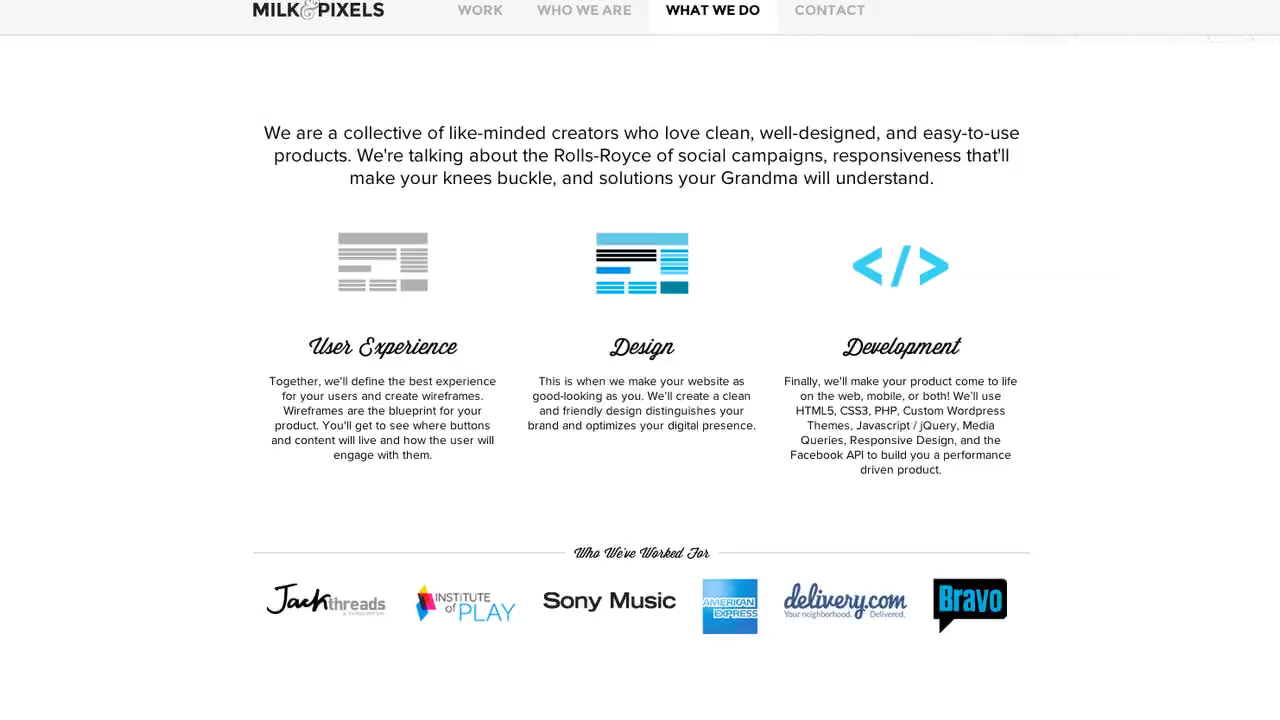 MILK & PIXELS
WORK
WHO WE ARE
WHAT WE DO
CONTACT
We are a collective of like-minded creators who love clean, well-designed, and easy-to-use
products. We're talking about the Rolls-Royce of social campaigns, responsiveness that'll
make your knees buckle, and solutions your Grandma will understand.
</>
User Experience
Together, we'll define the best experience
for your users and create wireframes.
Wireframes are the blueprint for your
product. You'll get to see where buttons
and content will live and how the user will
engage with them.
Design
This is when we make your website as
good-looking as you. We'll create a clean
and friendly design distinguishes your
brand and optimizes your digital presence.
Development
Finally, we'll make your product come to life
on the web, mobile, or both! We'll use
HTML5, CSS3, PHP, Custom Wordpress
Themes, Javascript / jQuery, Media
Queries, Responsive Design, and the
Facebook API to build you a performance
driven product.
Who We've Worked For
Jackthreads
INSTITUTE
of PLAY
Sony Music
AMERICAN
EXPRESS
delivery.com
Your neighborhood. Delivered.
Bravo